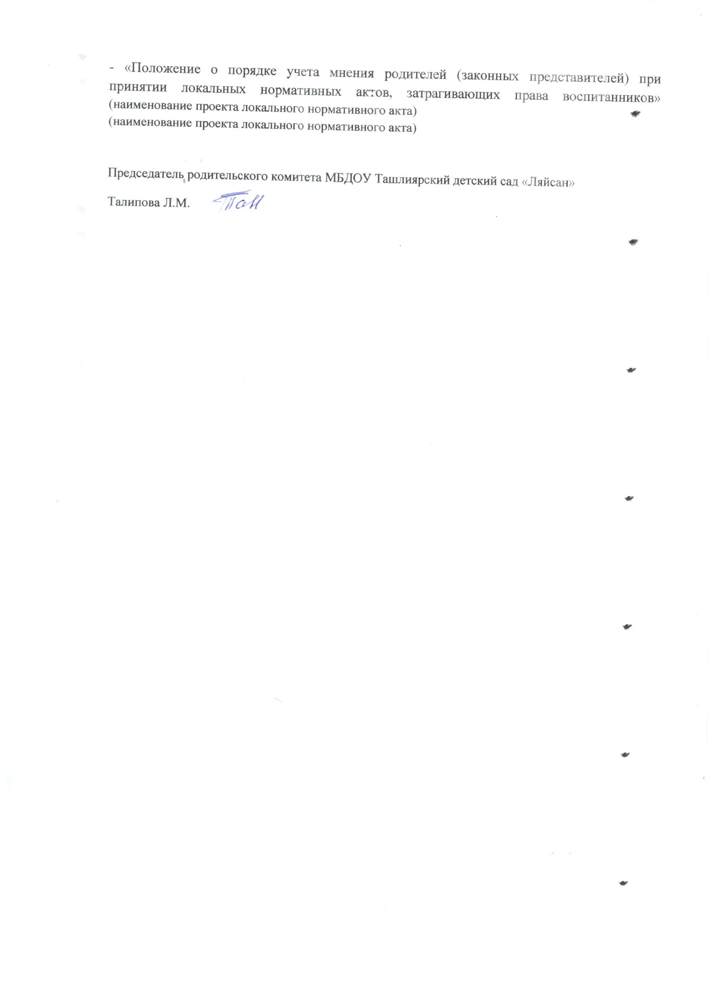 - «Положение о порядке учета мнения родителей (законных представителей) при
принятии локальных нормативных актов, затрагивающих права воспитанников»
(наименование проекта локального нормативного акта)
(наименование проекта локального нормативного акта)
Председатель родительского комитета МБДОУ Ташлиярский детский сад «Ляйсан»
Талипова Л.М.